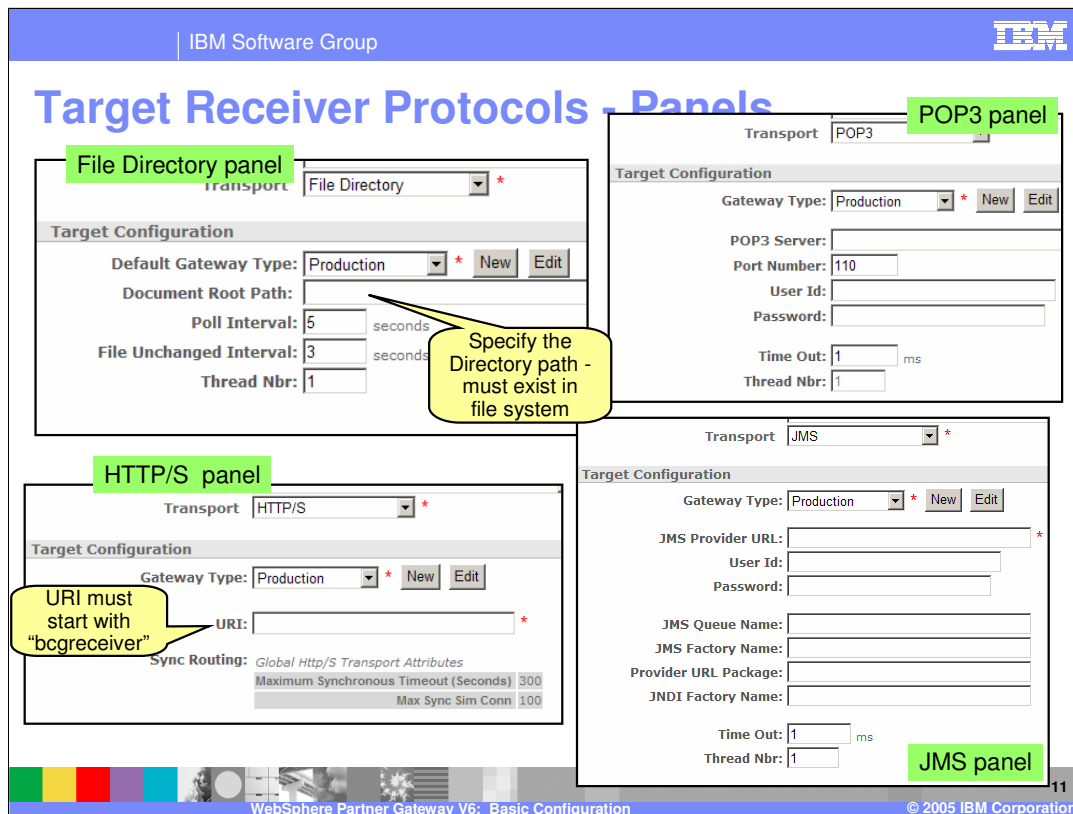 IBM Software Group
IBM
Target Receiver Protocols - Panels
File Directory panel
Transport File Directory *
Target Configuration
Default Gateway Type: Production * New Edit
Document Root Path:
Poll Interval: 5 seconds
File Unchanged Interval: 3 seconds
Thread Nbr: 1
Specify the
Directory path -
must exist in
file system
POP3 panel
Transport POP3
Target Configuration
Gateway Type: Production * New Edit
POP3 Server:
Port Number: 110
User Id:
Password:
Time Out: 1 ms
Thread Nbr: 1
HTTP/S panel
Transport HTTP/S *
Target Configuration
Gateway Type: Production * New Edit
URI: *
URI must
start with
“bcgreceiver”
Sync Routing: Global Http/S Transport Attributes
Maximum Synchronous Timeout (Seconds) 300
Max Sync Sim Conn 100
Transport JMS *
Target Configuration
Gateway Type: Production * New Edit
JMS Provider URL: *
User Id:
Password:
JMS Queue Name:
JMS Factory Name:
Provider URL Package:
JNDI Factory Name:
Time Out: 1 ms
Thread Nbr: 1
JMS panel
11
WebSphere Partner Gateway V6: Basic Configuration
© 2005 IBM Corporation